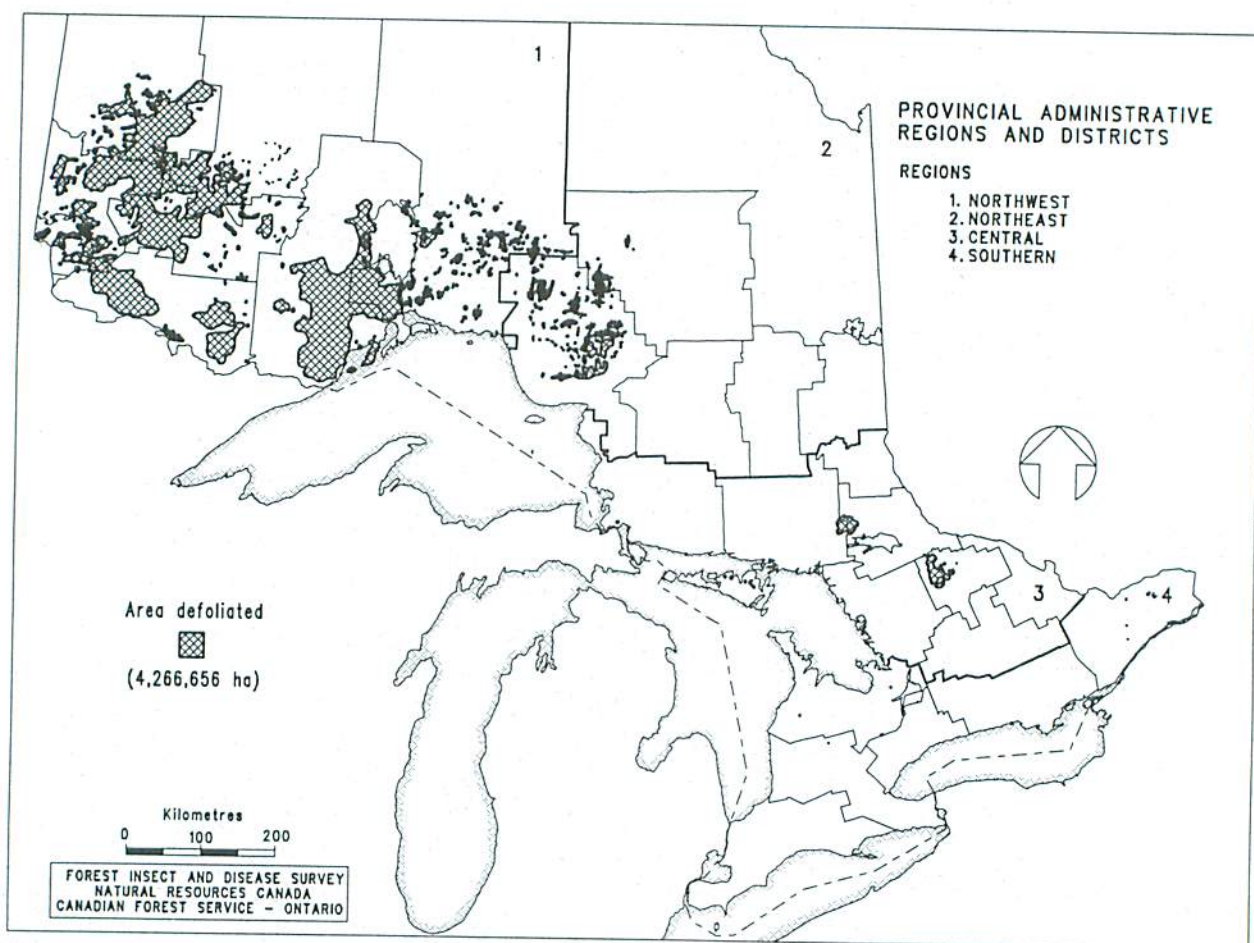 1
2
PROVINCIAL ADMINISTRATIVE
REGIONS AND DISTRICTS
REGIONS
1. NORTHWEST
2. NORTHEAST
3. CENTRAL
4. SOUTHERN
3
4
Area defoliated
(4,266,656 ha)
Kilometres
0 100 200
FOREST INSECT AND DISEASE SURVEY
NATURAL RESOURCES CANADA
CANADIAN FOREST SERVICE - ONTARIO